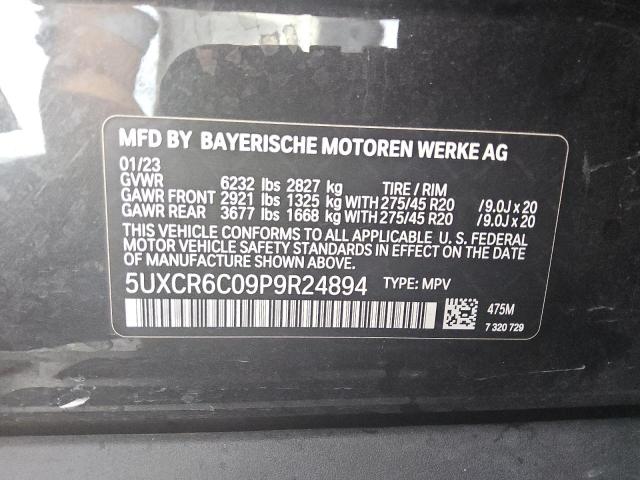 MFD BY BAYERISCHE MOTOREN WERKE AG
01/23
GVWR 6232 lbs 2827 kg TIRE / RIM
GAWR FRONT 2921 lbs 1325 kg WITH 275/45 R20 /9.0J x 20
GAWR REAR 3677 lbs 1668 kg WITH 275/45 R20 /9.0J x 20
THIS VEHICLE CONFORMS TO ALL APPLICABLE U. S. FEDERAL
MOTOR VEHICLE SAFETY STANDARDS IN EFFECT ON THE
DATE OF MANUFACTURE SHOWN ABOVE.
5UXCR6C09P9R24894 TYPE: MPV
475M
7 320 729